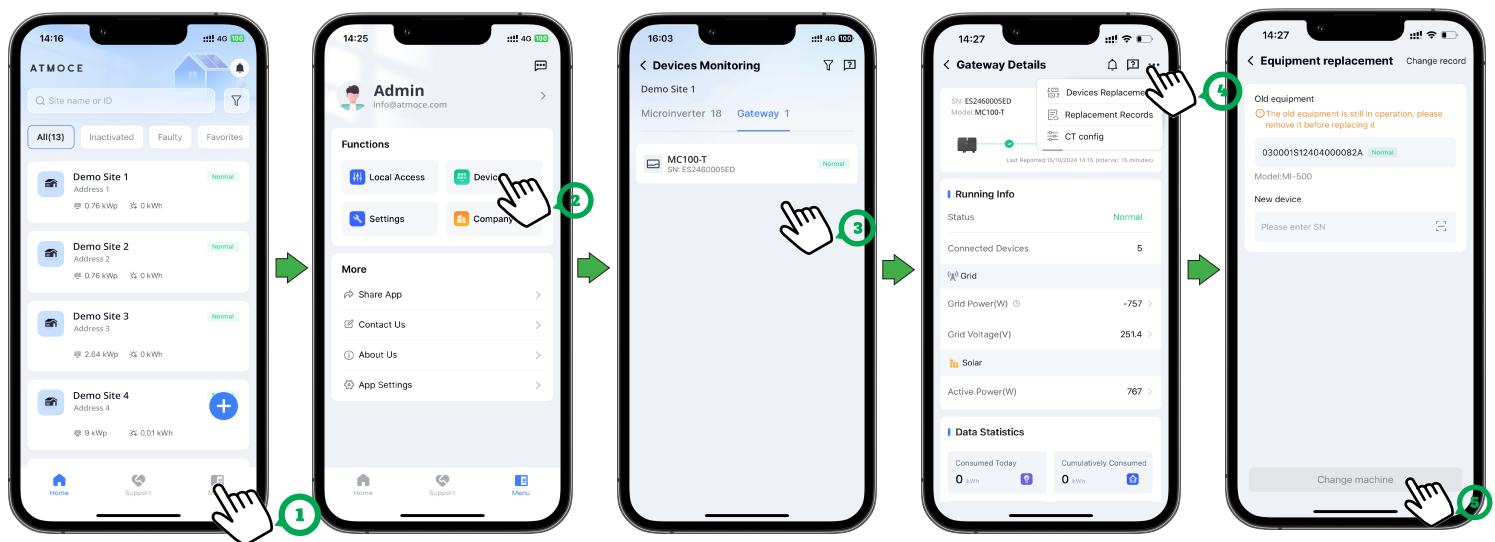 14:16
4G 100
ATMOCE
Site name or ID
All(13) Inactivated Faulty Favorites
Demo Site 1 Normal
Address 1
0.76 kWp 0 kWh
Demo Site 2 Normal
Address 2
0.76 kWp 0 kWh
Demo Site 3 Normal
Address 3
2.64 kWp 0 kWh
Demo Site 4
Address 4
9 kWp 0.01 kWh
Home Support
1
14:25
4G 100
Admin
info@atmoce.com
Functions
Local Access
Settings Company
2
More
Share App
Contact Us
About Us
App Settings
Home Support Menu
16:03
4G 100
Devices Monitoring
Demo Site 1
Microinverter 18 Gateway 1
MC100-T Normal
SN: ES2460005ED
3
14:27
Gateway Details
4
SN: ES2460005ED
Model:MC100-T
Devices Replaceme
Replacement Records
CT config
Last Reported:15/10/2024 14:15 (Interval: 15 minutes)
Running Info
Status Normal
Connected Devices 5
Grid
Grid Power(W) -757
Grid Voltage(V) 251.4
Solar
Active Power(W) 767
Data Statistics
Consumed Today Cumulatively Consumed
0 kWh 0 kWh
14:27
Equipment replacement Change record
Old equipment
The old equipment is still in operation, please
remove it before replacing it
030001S12404000082A Normal
Model:MI-500
New device
Please enter SN
Change machine
5